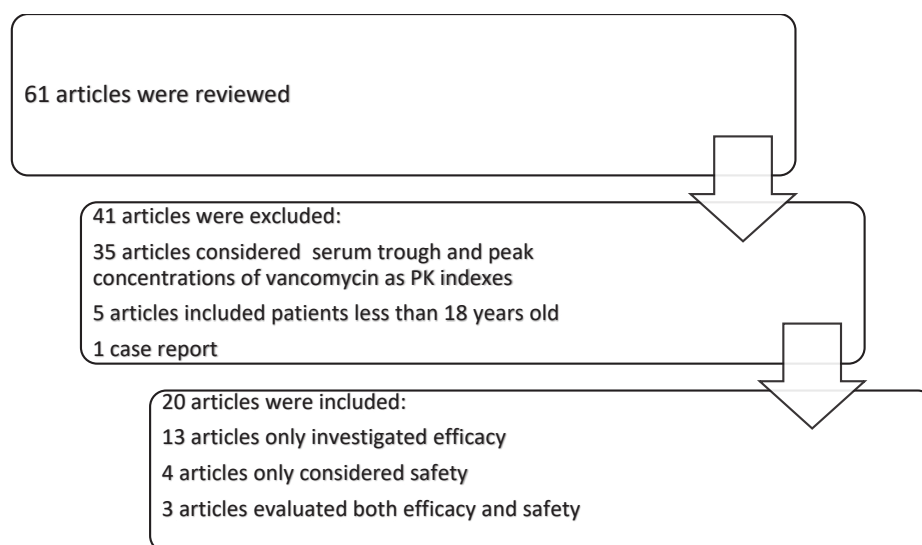 61 articles were reviewed
41 articles were excluded:
35 articles considered serum trough and peak
concentrations of vancomycin as PK indexes
5 articles included patients less than 18 years old
1 case report
20 articles were included:
13 articles only investigated efficacy
4 articles only considered safety
3 articles evaluated both efficacy and safety